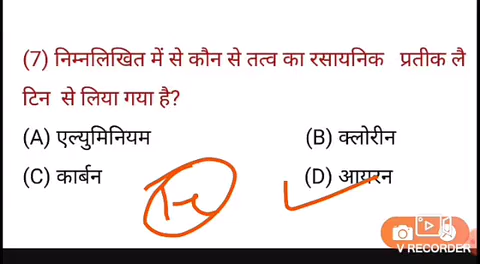 (7) निम्नलिखित में से कौन से तत्व का रसायनिक प्रतीक लै
टिन से लिया गया है?
(A) एल्युमिनियम (B) क्लोरीन
(C) कार्बन (D) आयरन
Fe
V RECORDER